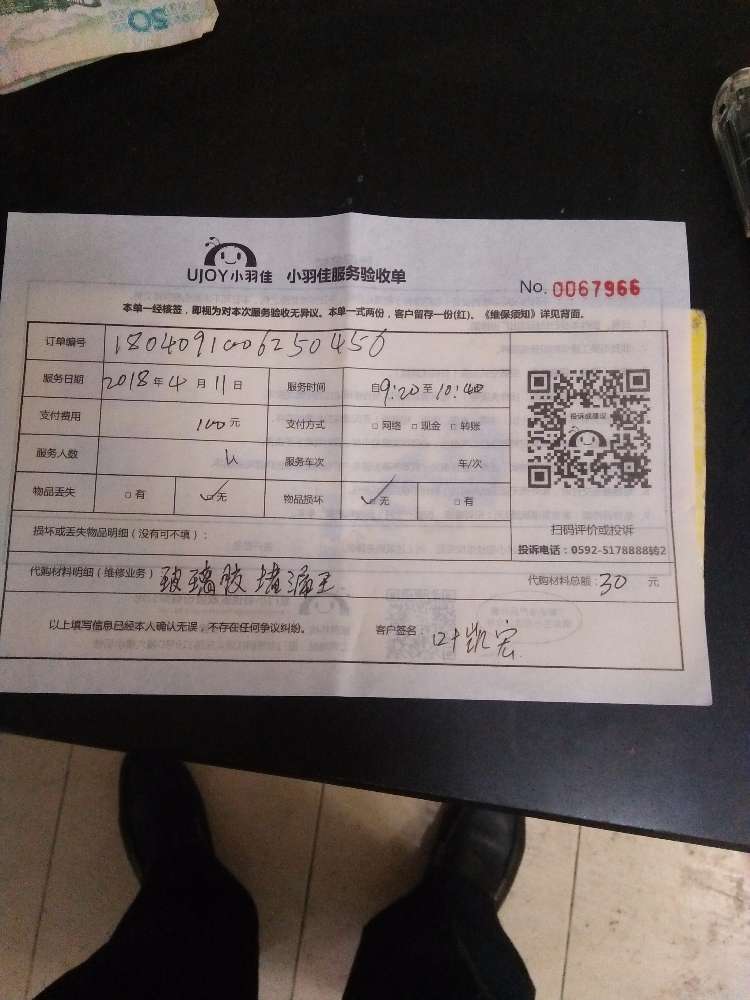 50
UJOY小羽佳 小羽佳服务验收单
No. 0067966
本单一经核签，即视为对本次服务验收无异议。本单一式两份，客户留存一份(红)。《维保须知》详见背面。
订单编号 1804091006250456
服务日期 2018年4月11日 服务时间 自9:20至10:40
支付费用 100元 支付方式 □网络 □现金 □转账
服务人数 服务车次 车/次
物品丢失 □有 ✓无 物品损坏 ✓无 □有
投诉或建议
扫码评价或投诉
投诉电话：0592-5178888转2
损坏或丢失物品明细（没有可不填）：
代购材料明细（维修业务） 玻璃胶 堵漏王 代购材料总额：30元
以上填写信息已经本人确认无误，不存在任何争议纠纷。 客户签名：叶凯宏